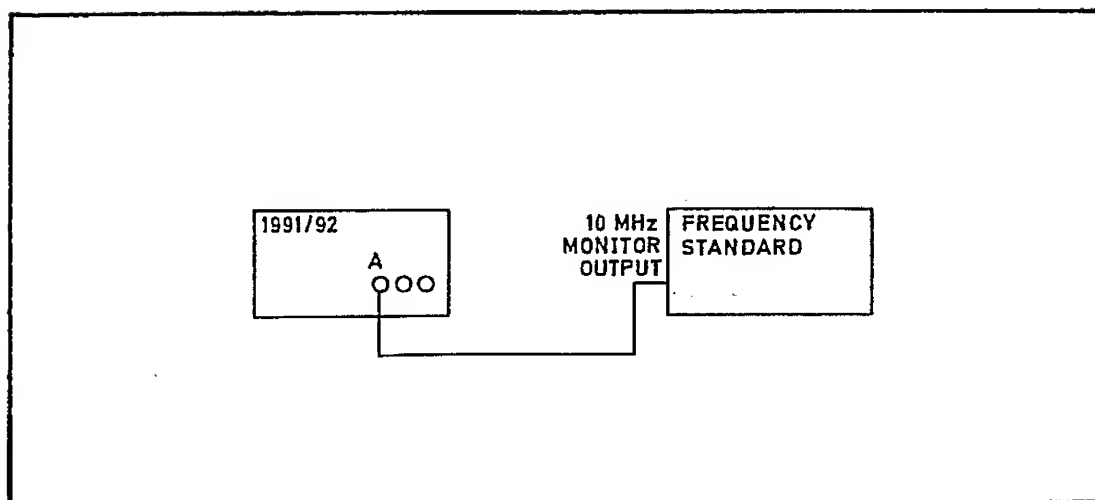 1991/92
A
10 MHz
MONITOR
OUTPUT
FREQUENCY
STANDARD